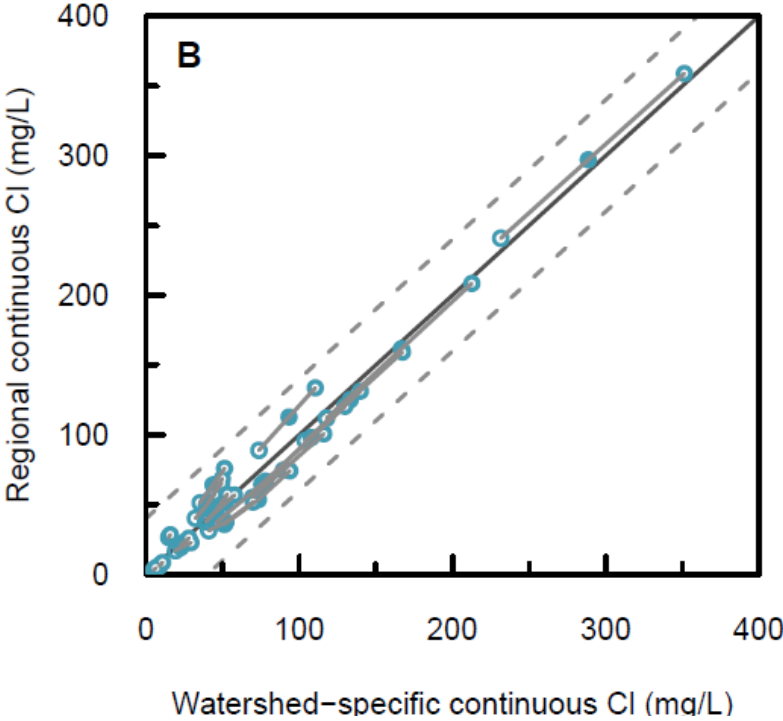 400
B
300
200
100
0
Regional continuous Cl (mg/L)
0 100 200 300 400
Watershed−specific continuous Cl (mg/L)